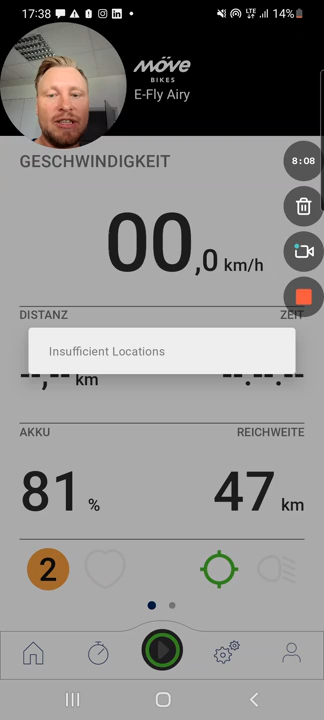 17:38
LTE
14%
möve
BIKES
E-Fly Airy
GESCHWINDIGKEIT
8:08
00,0 km/h
DISTANZ
ZEIT
Insufficient Locations
--,-- km
--:--:--
AKKU
REICHWEITE
81 %
47 km
2